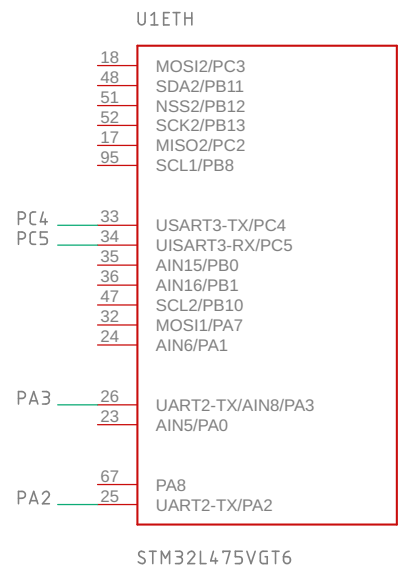 U1ETH
18 MOSI2/PC3
48 SDA2/PB11
51 NSS2/PB12
52 SCK2/PB13
17 MISO2/PC2
95 SCL1/PB8
PC4 33 USART3-TX/PC4
PC5 34 UISART3-RX/PC5
35 AIN15/PB0
36 AIN16/PB1
47 SCL2/PB10
32 MOSI1/PA7
24 AIN6/PA1
PA3 26 UART2-TX/AIN8/PA3
23 AIN5/PA0
67 PA8
PA2 25 UART2-TX/PA2
STM32L475VGT6